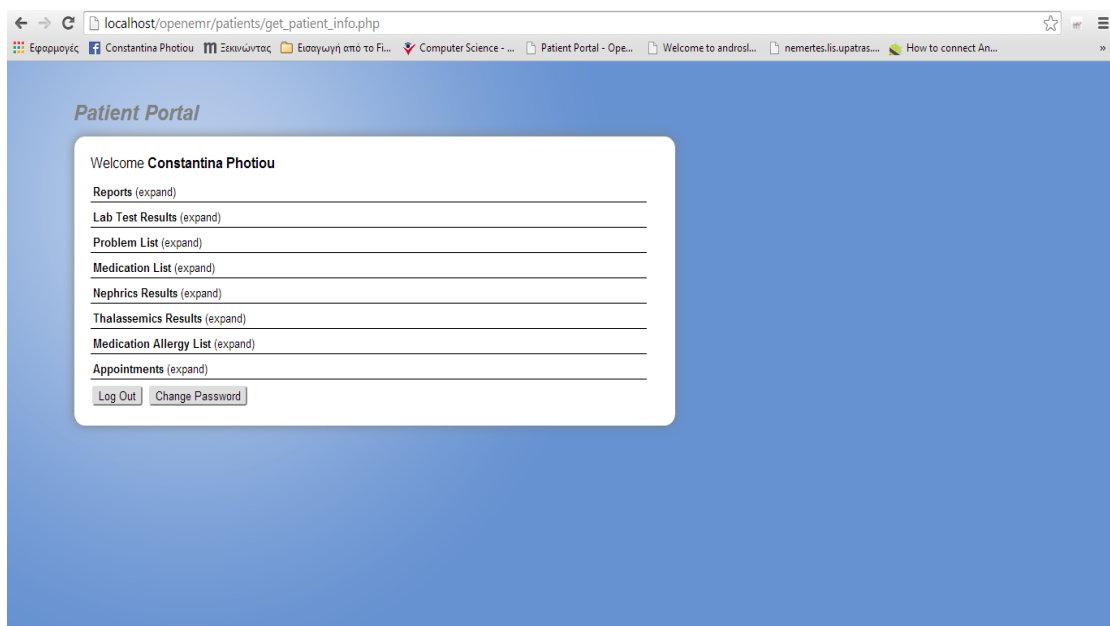 localhost/openemr/patients/get_patient_info.php
Εφαρμογές Constantina Photiou Ξεκινώντας Εισαγωγή από το Fi... Computer Science - ... Patient Portal - Ope... Welcome to androsl... nemertes.lis.upatras.... How to connect An... »
Patient Portal
Welcome Constantina Photiou
Reports (expand)
Lab Test Results (expand)
Problem List (expand)
Medication List (expand)
Nephrics Results (expand)
Thalassemics Results (expand)
Medication Allergy List (expand)
Appointments (expand)
Log Out Change Password